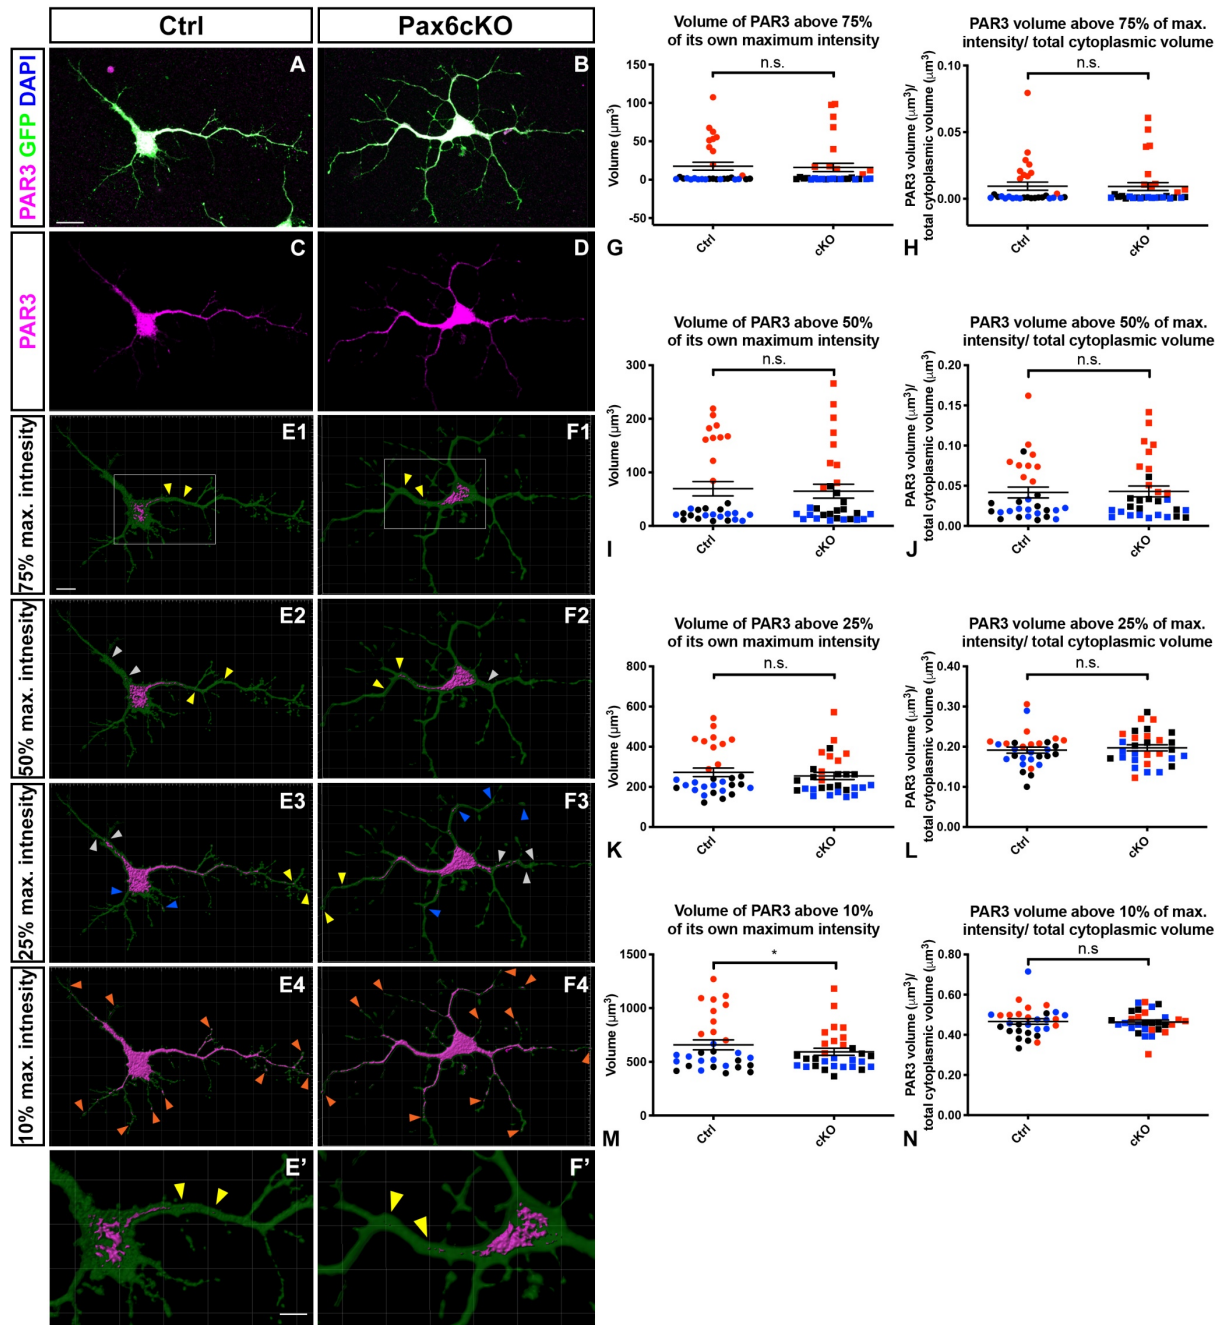 Ctrl
Pax6cKO
PAR3 GFP DAPI
A
B
PAR3
C
D
75% max. intnesity
E1
F1
50% max. intnesity
E2
F2
25% max. intnesity
E3
F3
10% max. intnesity
E4
F4
E'
F'
Volume of PAR3 above 75%
of its own maximum intensity
n.s.
Volume (μm³)
150
100
50
0
-50
Ctrl
cKO
G
PAR3 volume above 75% of max.
intensity/ total cytoplasmic volume
n.s.
PAR3 volume (μm³)/
total cytoplasmic volume (μm³)
0.10
0.05
0.00
Ctrl
cKO
H
Volume of PAR3 above 50%
of its own maximum intensity
n.s.
Volume (μm³)
300
200
100
0
Ctrl
cKO
I
PAR3 volume above 50% of max.
intensity/ total cytoplasmic volume
n.s.
PAR3 volume (μm³)/
total cytoplasmic volume (μm³)
0.20
0.15
0.10
0.05
0.00
Ctrl
cKO
J
Volume of PAR3 above 25%
of its own maximum intensity
n.s.
Volume (μm³)
800
600
400
200
0
Ctrl
cKO
K
PAR3 volume above 25% of max.
intensity/ total cytoplasmic volume
n.s.
PAR3 volume (μm³)/
total cytoplasmic volume (μm³)
0.40
0.30
0.20
0.10
0.00
Ctrl
cKO
L
Volume of PAR3 above 10%
of its own maximum intensity
*
Volume (μm³)
1500
1000
500
0
Ctrl
cKO
M
PAR3 volume above 10% of max.
intensity/ total cytoplasmic volume
n.s
PAR3 volume (μm³)/
total cytoplasmic volume (μm³)
0.80
0.60
0.40
0.20
0.00
Ctrl
cKO
N